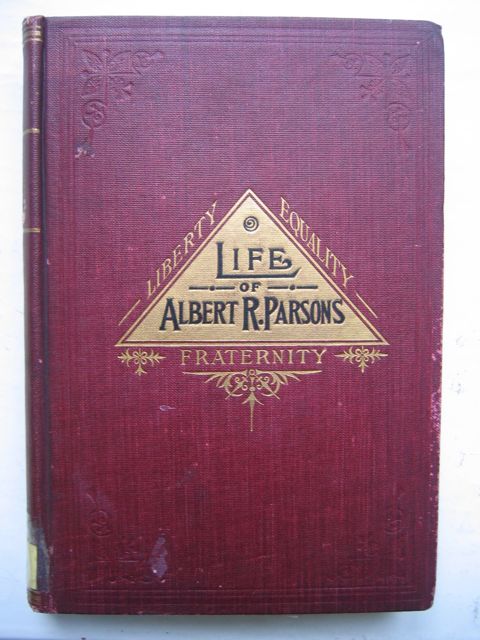 LIBERTY
EQUALITY
LIFE
OF
ALBERT R. PARSONS
FRATERNITY